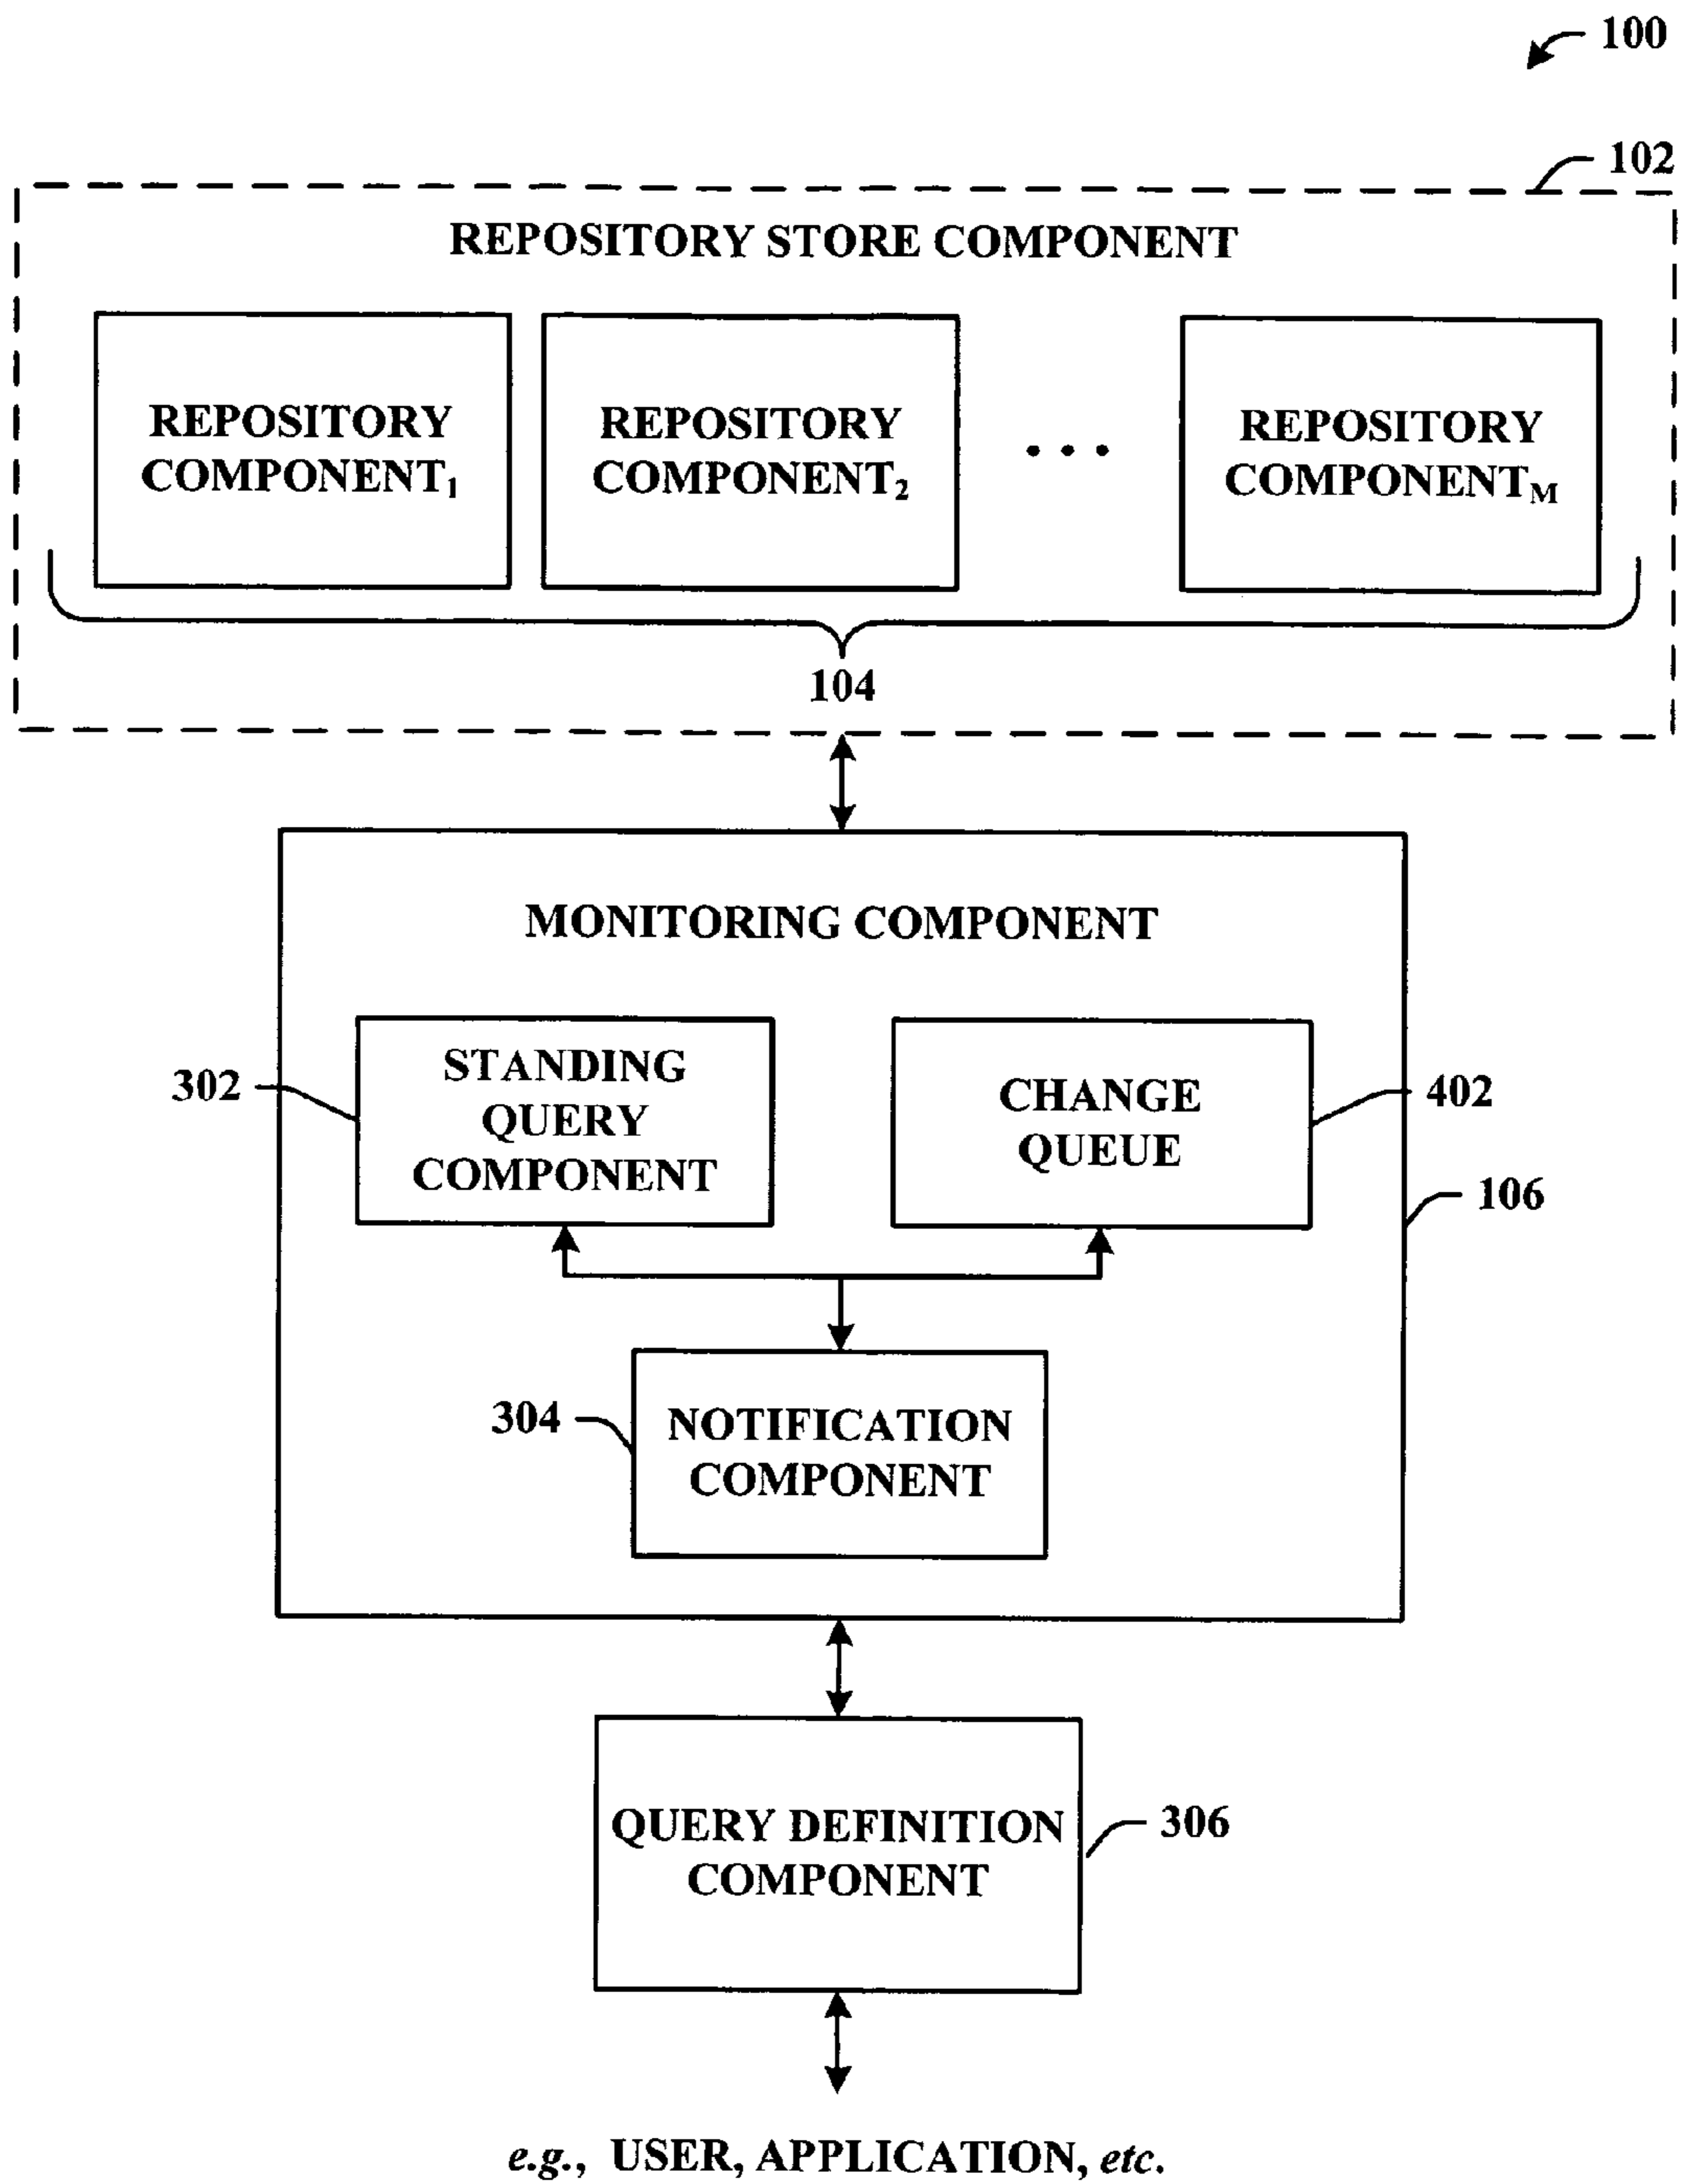 100
102
REPOSITORY STORE COMPONENT
REPOSITORY
COMPONENT₁
REPOSITORY
COMPONENT₂
• • •
REPOSITORY
COMPONENTM
104
MONITORING COMPONENT
STANDING
QUERY
COMPONENT
302
CHANGE
QUEUE
402
106
304
NOTIFICATION
COMPONENT
QUERY DEFINITION
COMPONENT
306
e.g., USER, APPLICATION, etc.